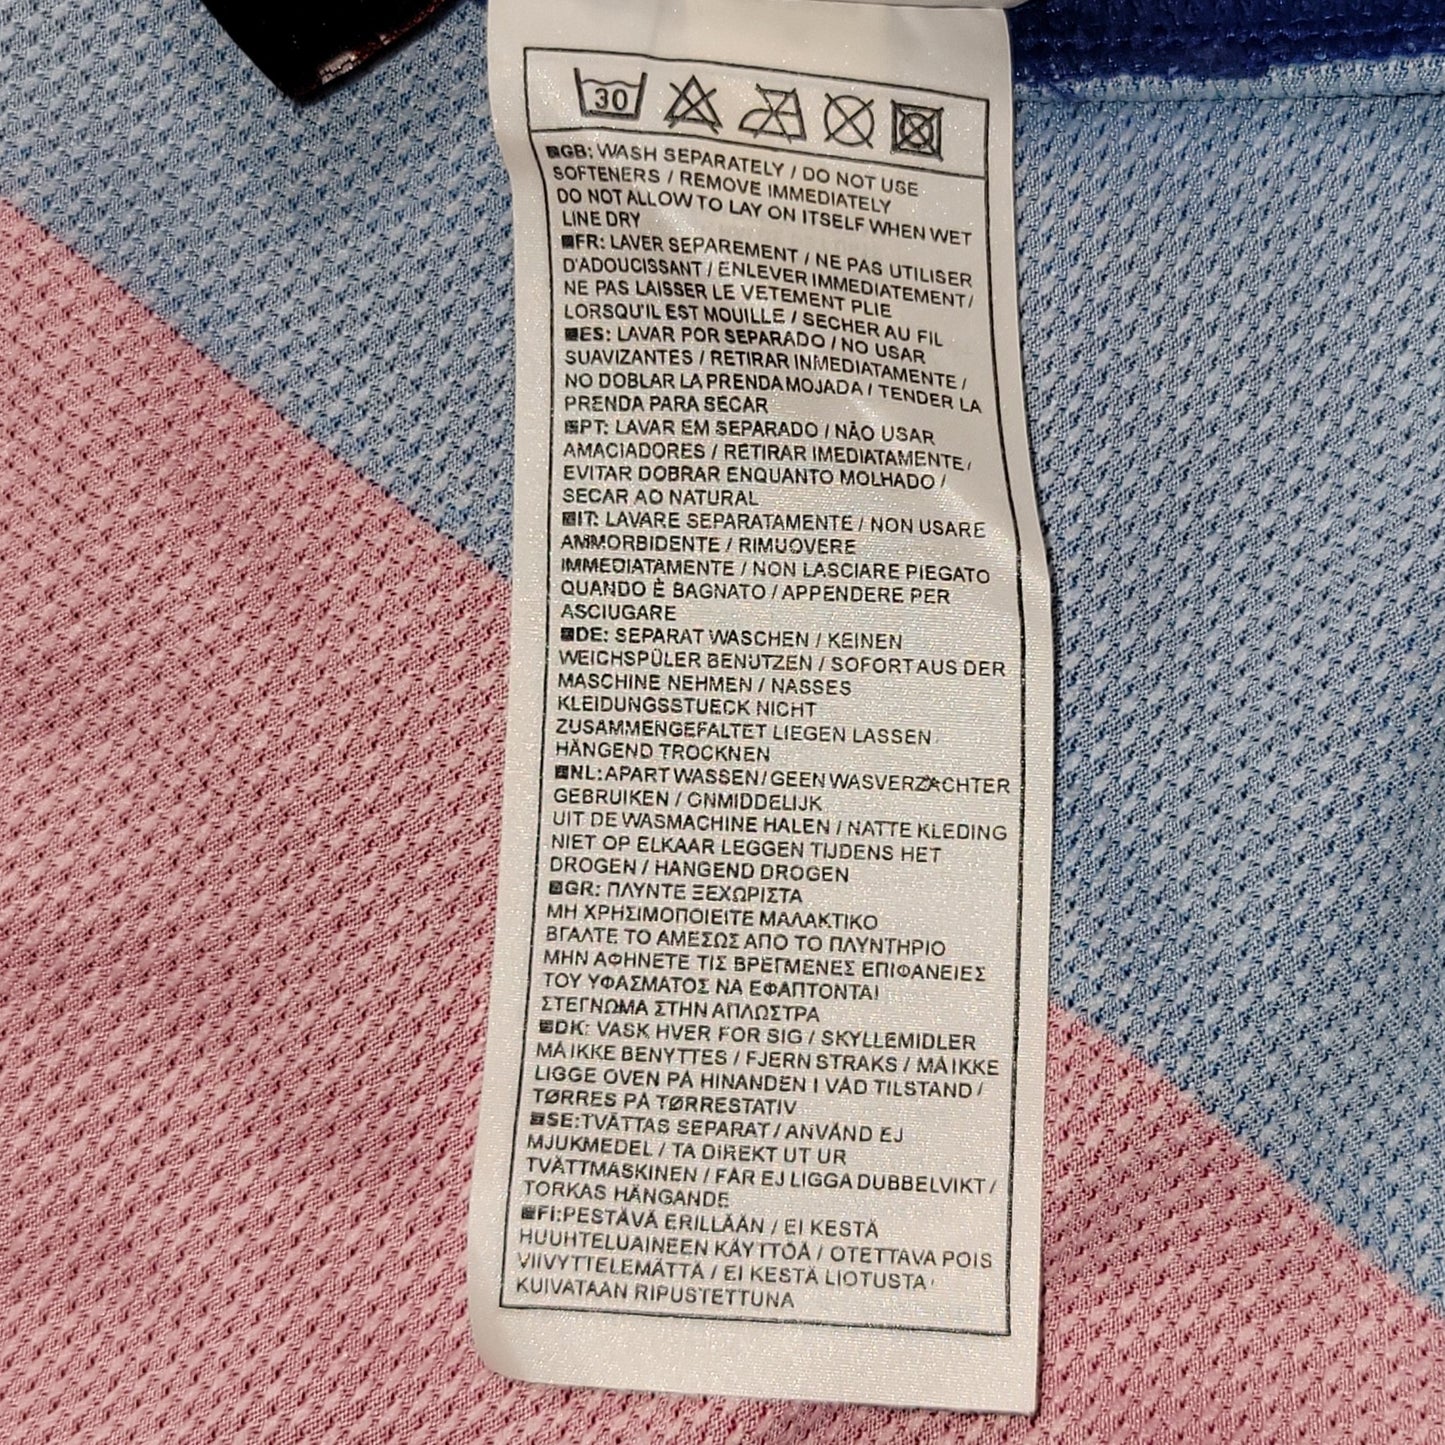 30
GB: WASH SEPARATELY / DO NOT USE
SOFTENERS / REMOVE IMMEDIATELY
DO NOT ALLOW TO LAY ON ITSELF WHEN WET
LINE DRY
FR: LAVER SEPAREMENT / NE PAS UTILISER
D'ADOUCISSANT / ENLEVER IMMEDIATEMENT/
NE PAS LAISSER LE VETEMENT PLIE
LORSQU'IL EST MOUILLE / SECHER AU FIL
ES: LAVAR POR SEPARADO / NO USAR
SUAVIZANTES / RETIRAR INMEDIATAMENTE /
NO DOBLAR LA PRENDA MOJADA / TENDER LA
PRENDA PARA SECAR
PT: LAVAR EM SEPARADO / NÃO USAR
AMACIADORES / RETIRAR IMEDIATAMENTE/
EVITAR DOBRAR ENQUANTO MOLHADO /
SECAR AO NATURAL
IT: LAVARE SEPARATAMENTE / NON USARE
AMMORBIDENTE / RIMUOVERE
IMMEDIATAMENTE / NON LASCIARE PIEGATO
QUANDO È BAGNATO / APPENDERE PER
ASCIUGARE
DE: SEPARAT WASCHEN / KEINEN
WEICHSPÜLER BENUTZEN / SOFORT AUS DER
MASCHINE NEHMEN / NASSES
KLEIDUNGSSTUECK NICHT
ZUSAMMENGEFALTET LIEGEN LASSEN
HÄNGEND TROCKNEN
NL: APART WASSEN / GEEN WASVERZACHTER
GEBRUIKEN / ONMIDDELIJK
UIT DE WASMACHINE HALEN / NATTE KLEDING
NIET OP ELKAAR LEGGEN TIJDENS HET
DROGEN / HANGEND DROGEN
GR: ΠΛΥΝΤΕ ΞΕΧΩΡΙΣΤΑ
ΜΗ ΧΡΗΣΙΜΟΠΟΙΕΙΤΕ ΜΑΛΑΚΤΙΚΟ
ΒΓΑΛΤΕ ΤΟ ΑΜΕΣΩΣ ΑΠΟ ΤΟ ΠΛΥΝΤΗΡΙΟ
ΜΗΝ ΑΦΗΝΕΤΕ ΤΙΣ ΒΡΕΓΜΕΝΕΣ ΕΠΙΦΑΝΕΙΕΣ
ΤΟΥ ΥΦΑΣΜΑΤΟΣ ΝΑ ΕΦΑΠΤΟΝΤΑΙ
ΣΤΕΓΝΩΜΑ ΣΤΗΝ ΑΠΛΩΣΤΡΑ
DK: VASK HVER FOR SIG / SKYLLEMIDLER
MÅ IKKE BENYTTES / FJERN STRAKS / MÅ IKKE
LIGGE OVEN PÅ HINANDEN I VÅD TILSTAND /
TØRRES PÅ TØRRESTATIV
SE: TVÄTTAS SEPARAT / ANVÄND EJ
MJUKMEDEL / TA DIREKT UT UR
TVÄTTMASKINEN / FÅR EJ LIGGA DUBBELVIKT /
TORKAS HÄNGANDE
FI: PESTÄVÄ ERILLÄÄN / EI KESTÄ
HUUHTELUAINEEN KÄYTTÖÄ / OTETTAVA POIS
VIIVYTTELEMÄTTÄ / EI KESTÄ LIOTUSTA /
KUIVATAAN RIPUSTETTUNA